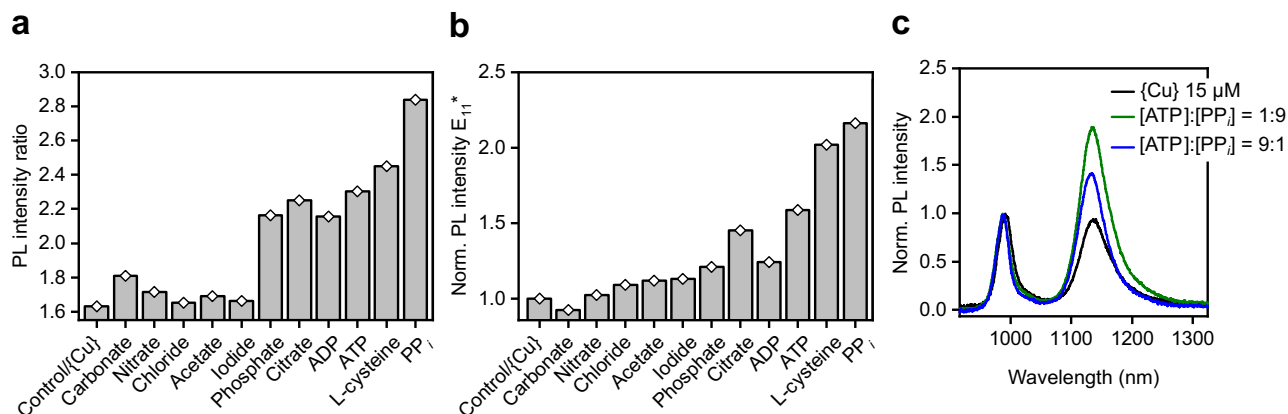 a
PL intensity ratio
3.0
2.8
2.6
2.4
2.2
2.0
1.8
1.6
Control/{Cu}
Carbonate
Nitrate
Chloride
Acetate
Iodide
Phosphate
Citrate
ADP
ATP
L-cysteine
PPi
b
Norm. PL intensity E11*
2.5
2.0
1.5
1.0
Control/{Cu}
Carbonate
Nitrate
Chloride
Acetate
Iodide
Phosphate
Citrate
ADP
ATP
L-cysteine
PPi
c
Norm. PL intensity
2.5
2.0
1.5
1.0
0.5
0.0
{Cu} 15 µM
[ATP]:[PPi] = 1:9
[ATP]:[PPi] = 9:1
1000 1100 1200 1300
Wavelength (nm)